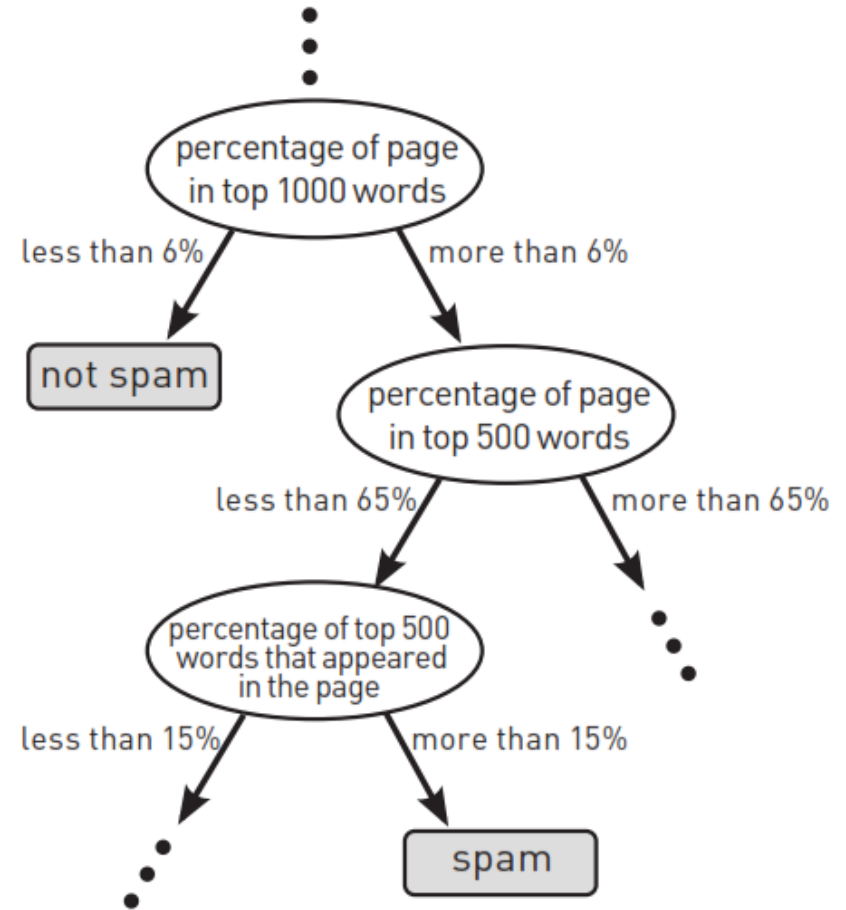 percentage of page
in top 1000 words
less than 6%
more than 6%
not spam
percentage of page
in top 500 words
less than 65%
more than 65%
percentage of top 500
words that appeared
in the page
less than 15%
more than 15%
spam